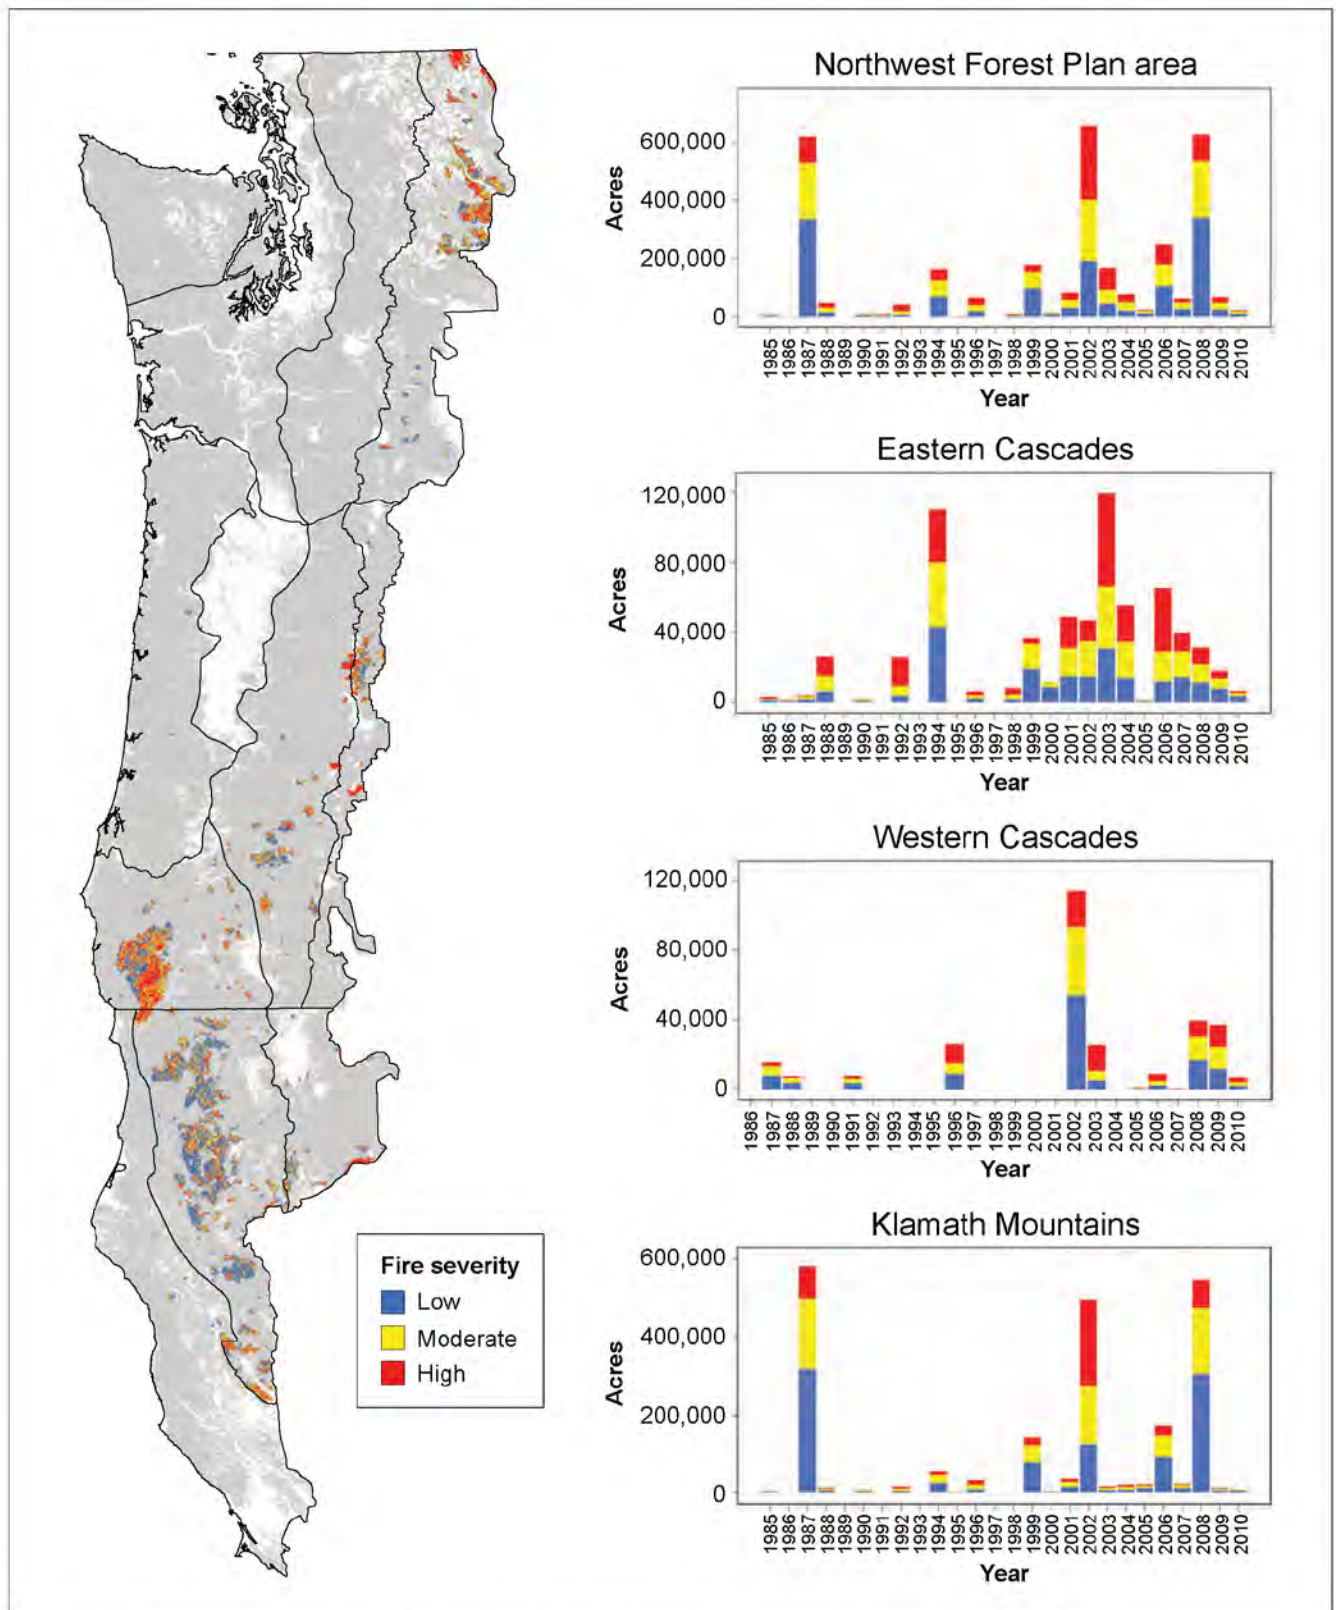 Northwest Forest Plan area
Acres
600,000
400,000
200,000
0
1985 1986 1987 1988 1989 1990 1991 1992 1993 1994 1995 1996 1997 1998 1999 2000 2001 2002 2003 2004 2005 2006 2007 2008 2009 2010
Year
Eastern Cascades
Acres
120,000
80,000
40,000
0
1985 1986 1987 1988 1989 1990 1991 1992 1993 1994 1995 1996 1997 1998 1999 2000 2001 2002 2003 2004 2005 2006 2007 2008 2009 2010
Year
Western Cascades
Acres
120,000
80,000
40,000
0
1986 1987 1988 1989 1990 1991 1992 1993 1994 1995 1996 1997 1998 1999 2000 2001 2002 2003 2004 2005 2006 2007 2008 2009 2010
Year
Klamath Mountains
Acres
600,000
400,000
200,000
0
1985 1986 1987 1988 1989 1990 1991 1992 1993 1994 1995 1996 1997 1998 1999 2000 2001 2002 2003 2004 2005 2006 2007 2008 2009 2010
Year
Fire severity
Low
Moderate
High